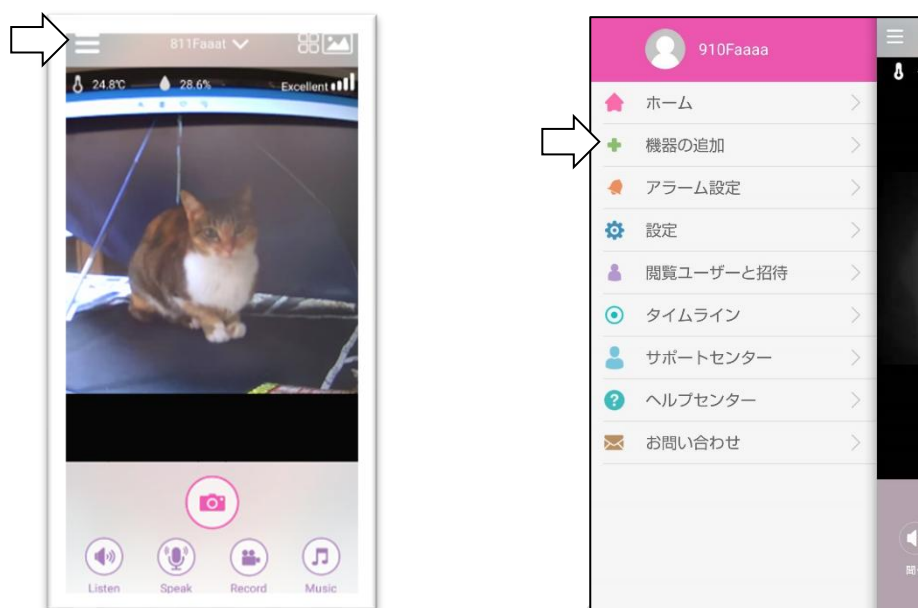 811Faaat
24.8℃
28.6%
Excellent
Listen
Speak
Record
Music
910Faaaa
ホーム
機器の追加
アラーム設定
設定
閲覧ユーザーと招待
タイムライン
サポートセンター
ヘルプセンター
お問い合わせ